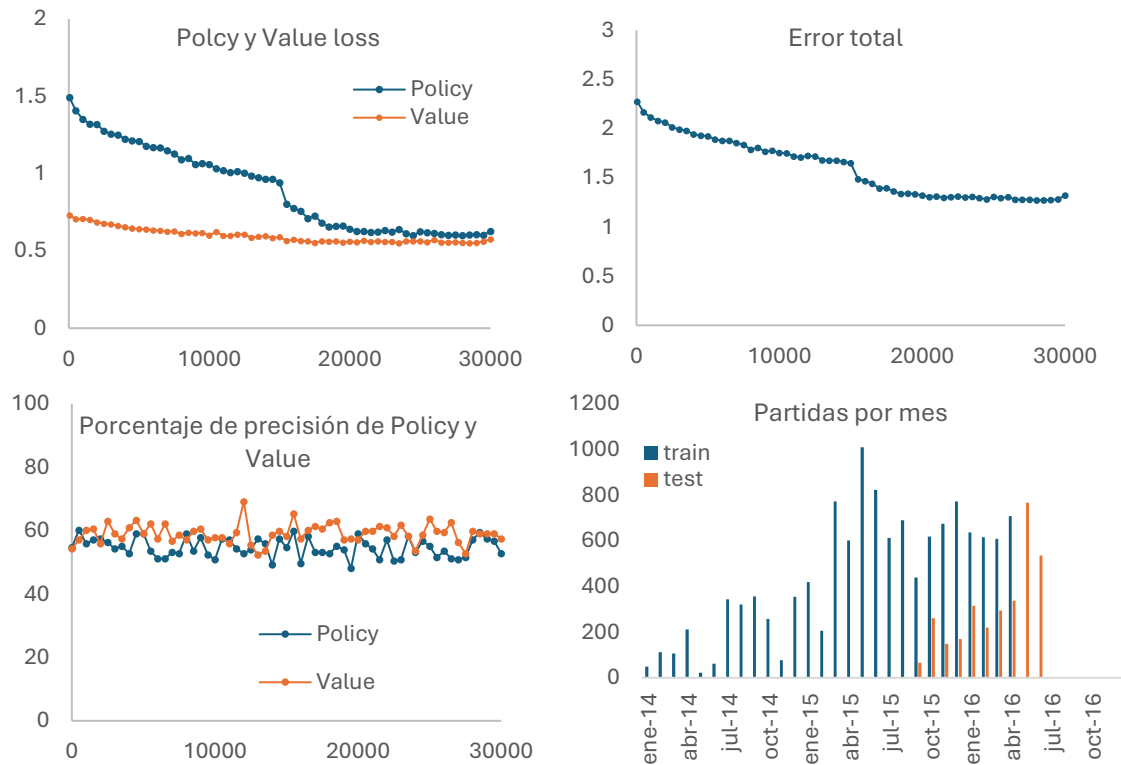 Polcy y Value loss
2
1.5
1
0.5
0
Policy
Value
0
10000
20000
30000
Error total
3
2.5
2
1.5
1
0.5
0
0
10000
20000
30000
Porcentaje de precisión de Policy y
Value
100
80
60
40
20
0
Policy
Value
0
10000
20000
30000
Partidas por mes
1200
1000
800
600
400
200
0
train
test
ene-14
abr-14
jul-14
oct-14
ene-15
abr-15
jul-15
oct-15
ene-16
abr-16
jul-16
oct-16